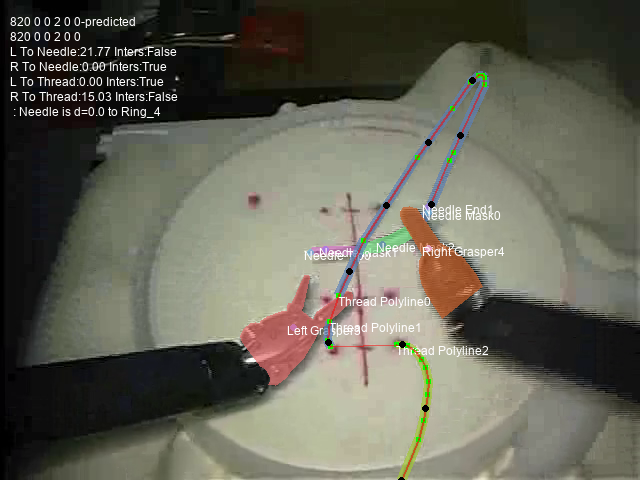 820 0 0 2 0 0-predicted
820 0 0 2 0 0
L To Needle:21.77 Inters:False
R To Needle:0.00 Inters:True
L To Thread:0.00 Inters:True
R To Thread:15.03 Inters:False
: Needle is d=0.0 to Ring_4
Needle End1
Needle Mask0
Right Grasper4
Thread Polyline0
Thread Polyline1
Left Grasper3
Thread Polyline2